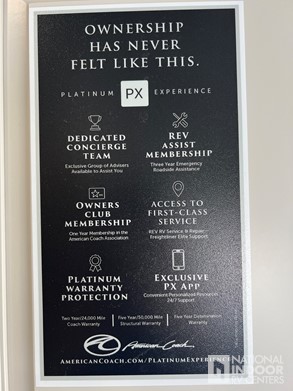 OWNERSHIP
HAS NEVER
FELT LIKE THIS.
PLATINUM PX EXPERIENCE
DEDICATED
CONCIERGE
TEAM
Exclusive Group of Advisers
Available to Assist You
REV
ASSIST
MEMBERSHIP
Three Year Emergency
Roadside Assistance
OWNERS
CLUB
MEMBERSHIP
One Year Membership in the
American Coach Association
ACCESS TO
FIRST-CLASS
SERVICE
REV RV Service & Repair
Freightliner Elite Support
PLATINUM
WARRANTY
PROTECTION
EXCLUSIVE
PX APP
Convenient Personalized
24/7 Support
Two Year/24,000 Mile
Coach Warranty
Five Year/50,000 Mile
Structural Warranty
Five Year Delamination
Warranty
American Coach
AMERICANCOACH.COM/PLATINUMEXPERIENCE
NATIONAL
INDOOR
RV CENTERS